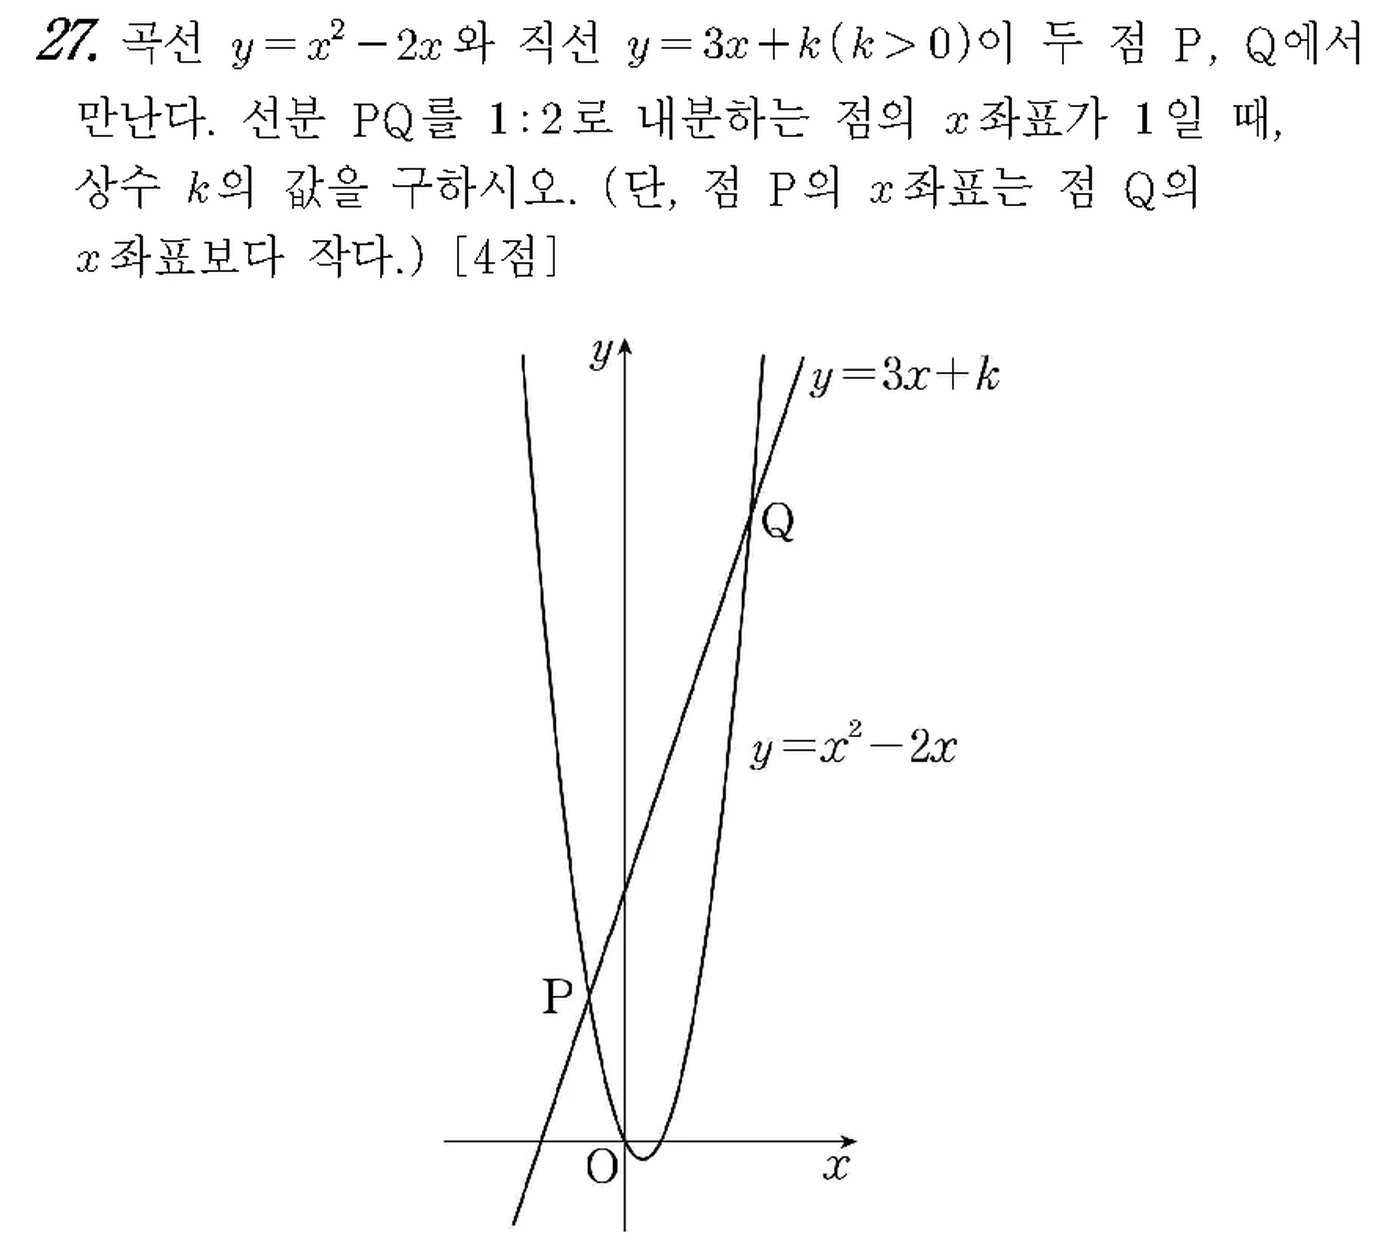 27. 곡선 y=x²-2x와 직선 y=3x+k(k>0)이 두 점 P, Q에서
만난다. 선분 PQ를 1:2로 내분하는 점의 x좌표가 1일 때,
상수 k의 값을 구하시오. (단, 점 P의 x좌표는 점 Q의
x좌표보다 작다.) [4점]
y
y=3x+k
Q
y=x²-2x
P
O
x